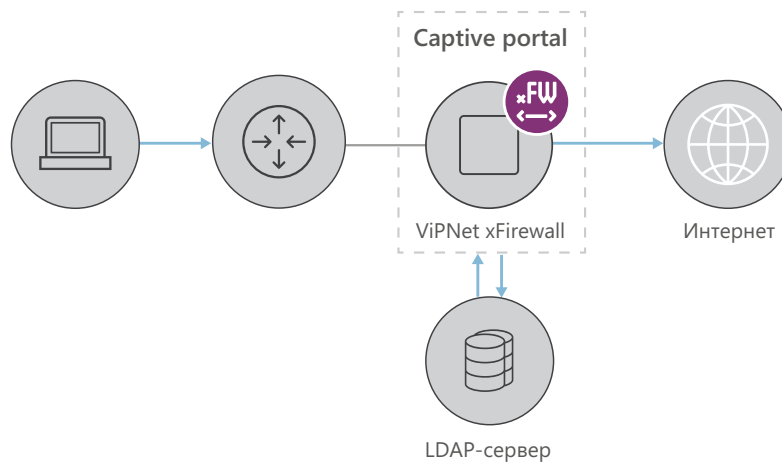 Captive portal
xFW
ViPNet xFirewall
Интернет
LDAP-сервер